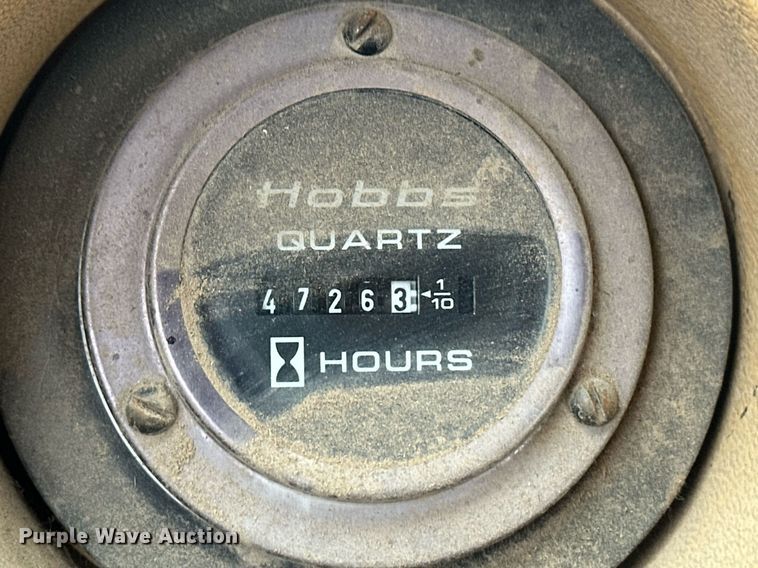 Hobbs
QUARTZ
47263 ◄1/10
HOURS
Purple Wave Auction